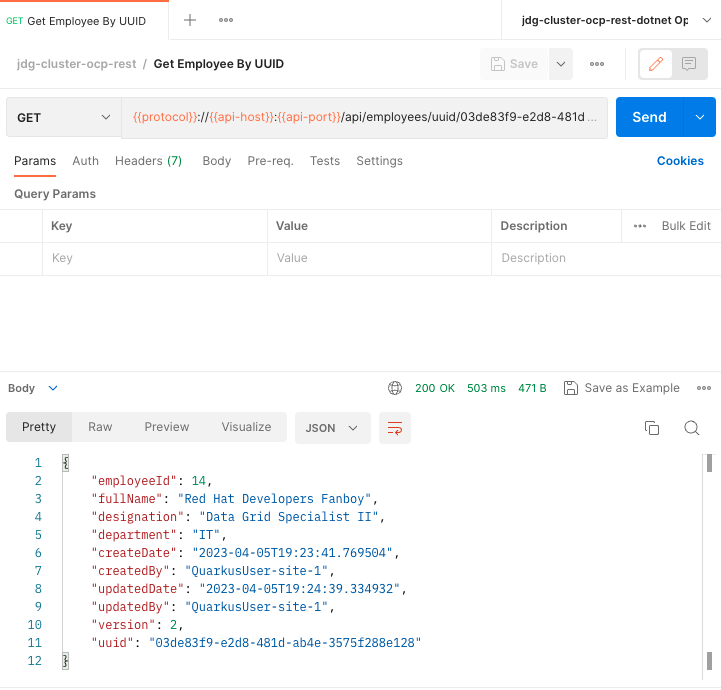 GET Get Employee By UUID
jdg-cluster-ocp-rest-dotnet Op
jdg-cluster-ocp-rest / Get Employee By UUID
Save
GET
{{protocol}}://{{api-host}}:{{api-port}}/api/employees/uuid/03de83f9-e2d8-481d ...
Send
Params Auth Headers (7) Body Pre-req. Tests Settings Cookies
Query Params
Key Value Description Bulk Edit
Key Value Description
Body 200 OK 503 ms 471 B Save as Example
Pretty Raw Preview Visualize JSON
1 {
2 "employeeId": 14,
3 "fullName": "Red Hat Developers Fanboy",
4 "designation": "Data Grid Specialist II",
5 "department": "IT",
6 "createDate": "2023-04-05T19:23:41.769504",
7 "createdBy": "QuarkusUser-site-1",
8 "updatedDate": "2023-04-05T19:24:39.334932",
9 "updatedBy": "QuarkusUser-site-1",
10 "version": 2,
11 "uuid": "03de83f9-e2d8-481d-ab4e-3575f288e128"
12 }